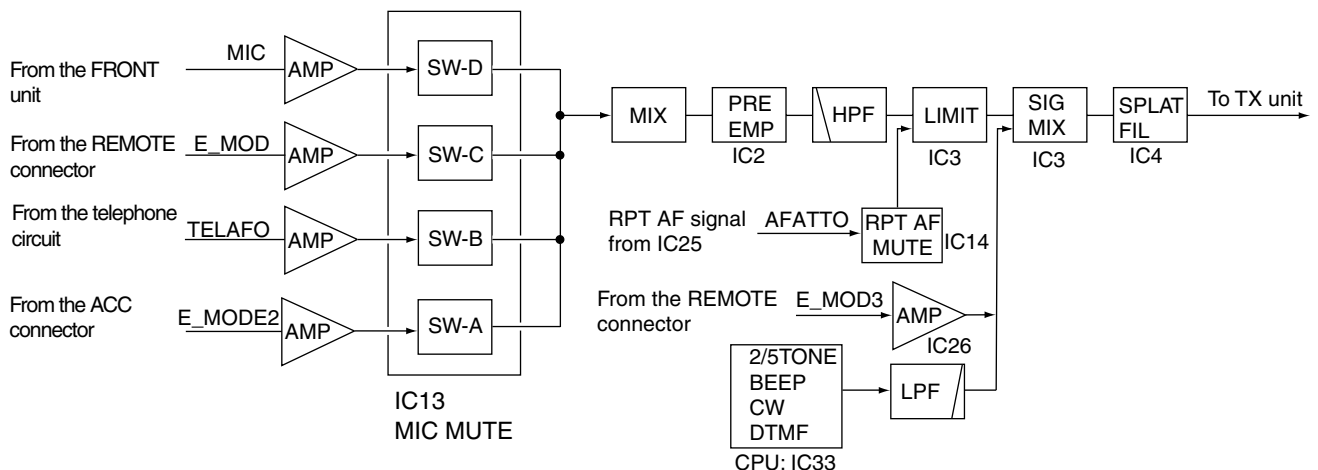 From the FRONT
unit
MIC
AMP
SW-D
From the REMOTE
connector
E_MOD
AMP
SW-C
From the telephone
circuit
TELAFO
AMP
SW-B
From the ACC
connector
E_MODE2
AMP
SW-A
IC13
MIC MUTE
MIX
PRE
EMP
IC2
HPF
LIMIT
IC3
SIG
MIX
IC3
SPLAT
FIL
IC4
To TX unit
RPT AF signal
from IC25
AFATTO
RPT AF
MUTE
IC14
From the REMOTE
connector
E_MOD3
AMP
IC26
2/5TONE
BEEP
CW
DTMF
CPU: IC33
LPF